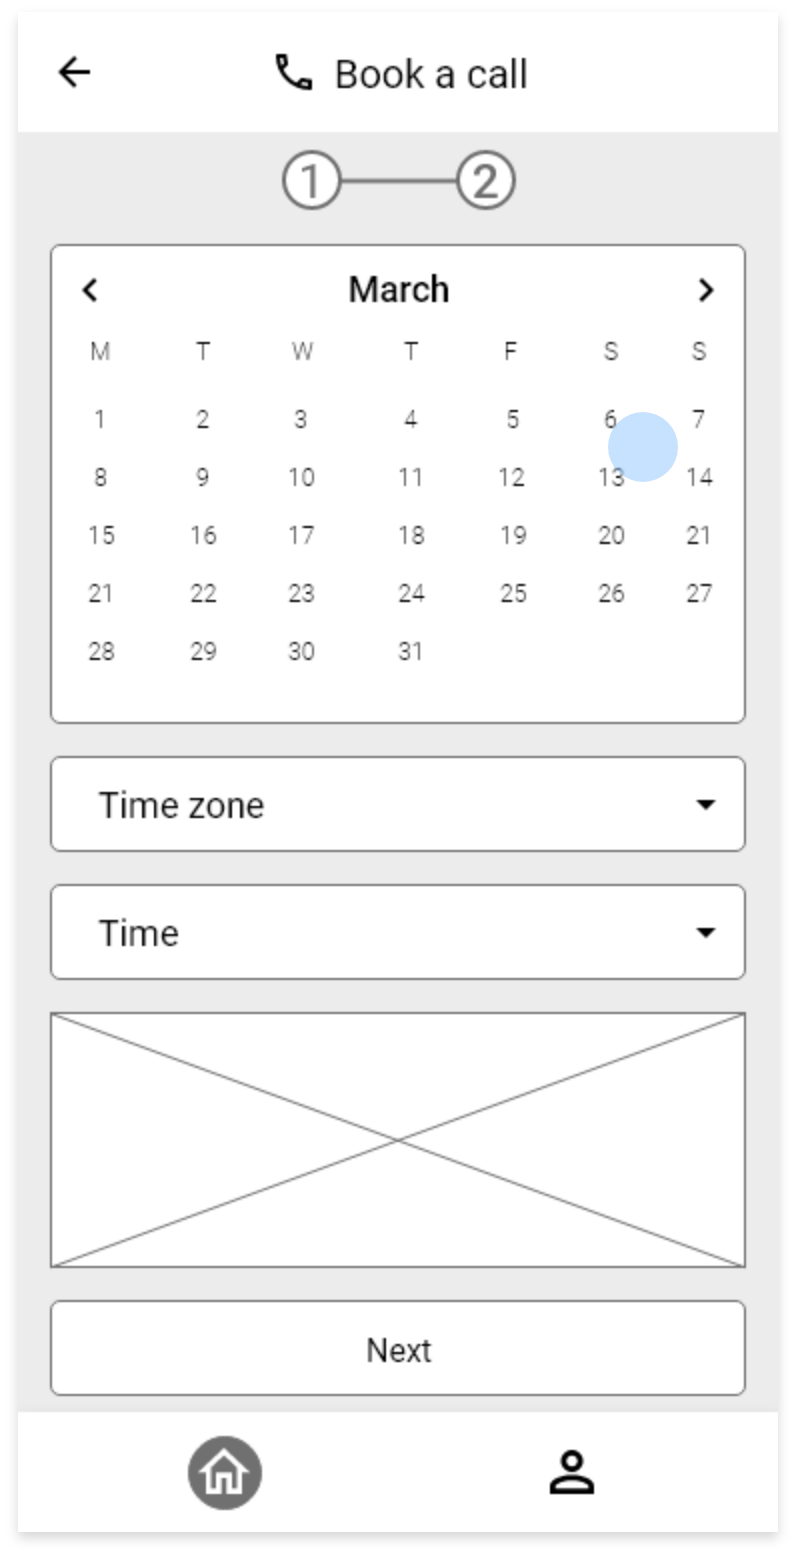 Book a call
1 2
March
M T W T F S S
1 2 3 4 5 6 7
8 9 10 11 12 13 14
15 16 17 18 19 20 21
21 22 23 24 25 26 27
28 29 30 31
Time zone
Time
Next